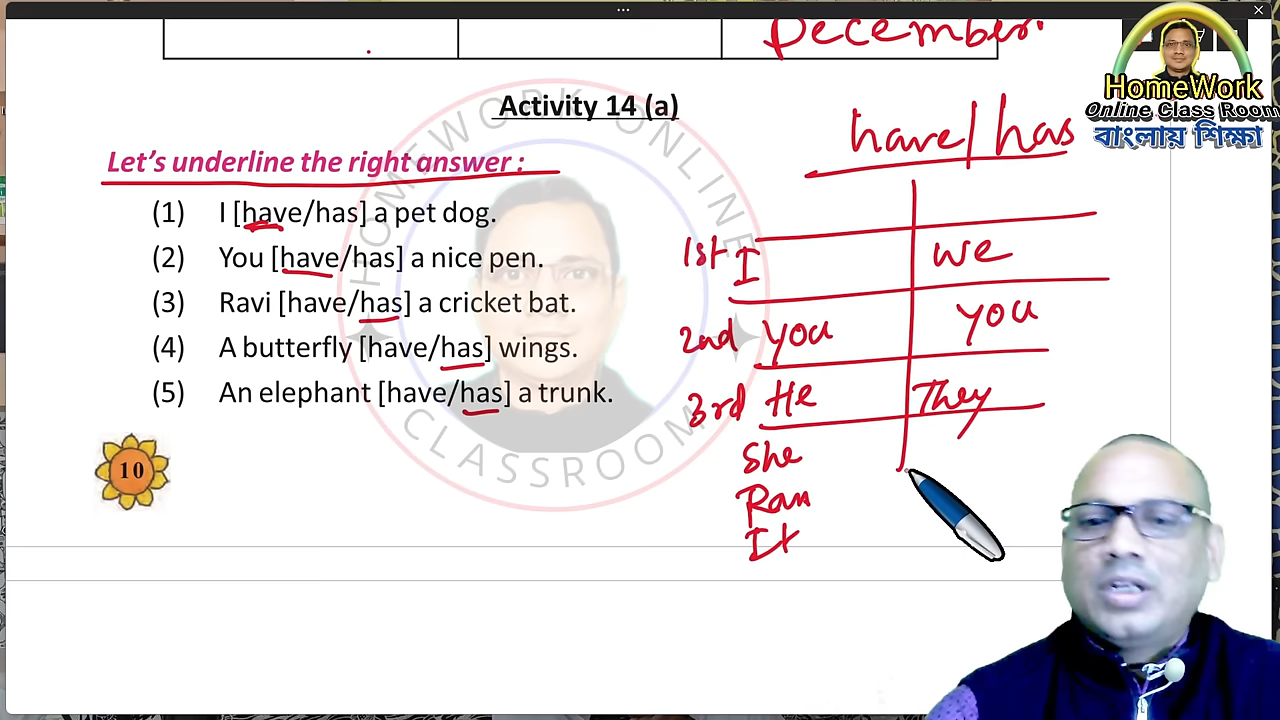 December.
HomeWork
Online Class Room
বাংলায় শিক্ষা
Activity 14 (a)
have/has
Let's underline the right answer :
(1) I [have/has] a pet dog.
(2) You [have/has] a nice pen.
(3) Ravi [have/has] a cricket bat.
(4) A butterfly [have/has] wings.
(5) An elephant [have/has] a trunk.
10
1st I we
2nd you you
3rd He They
She
Ram
It
HOMEWORK ONLINE
CLASSROOM